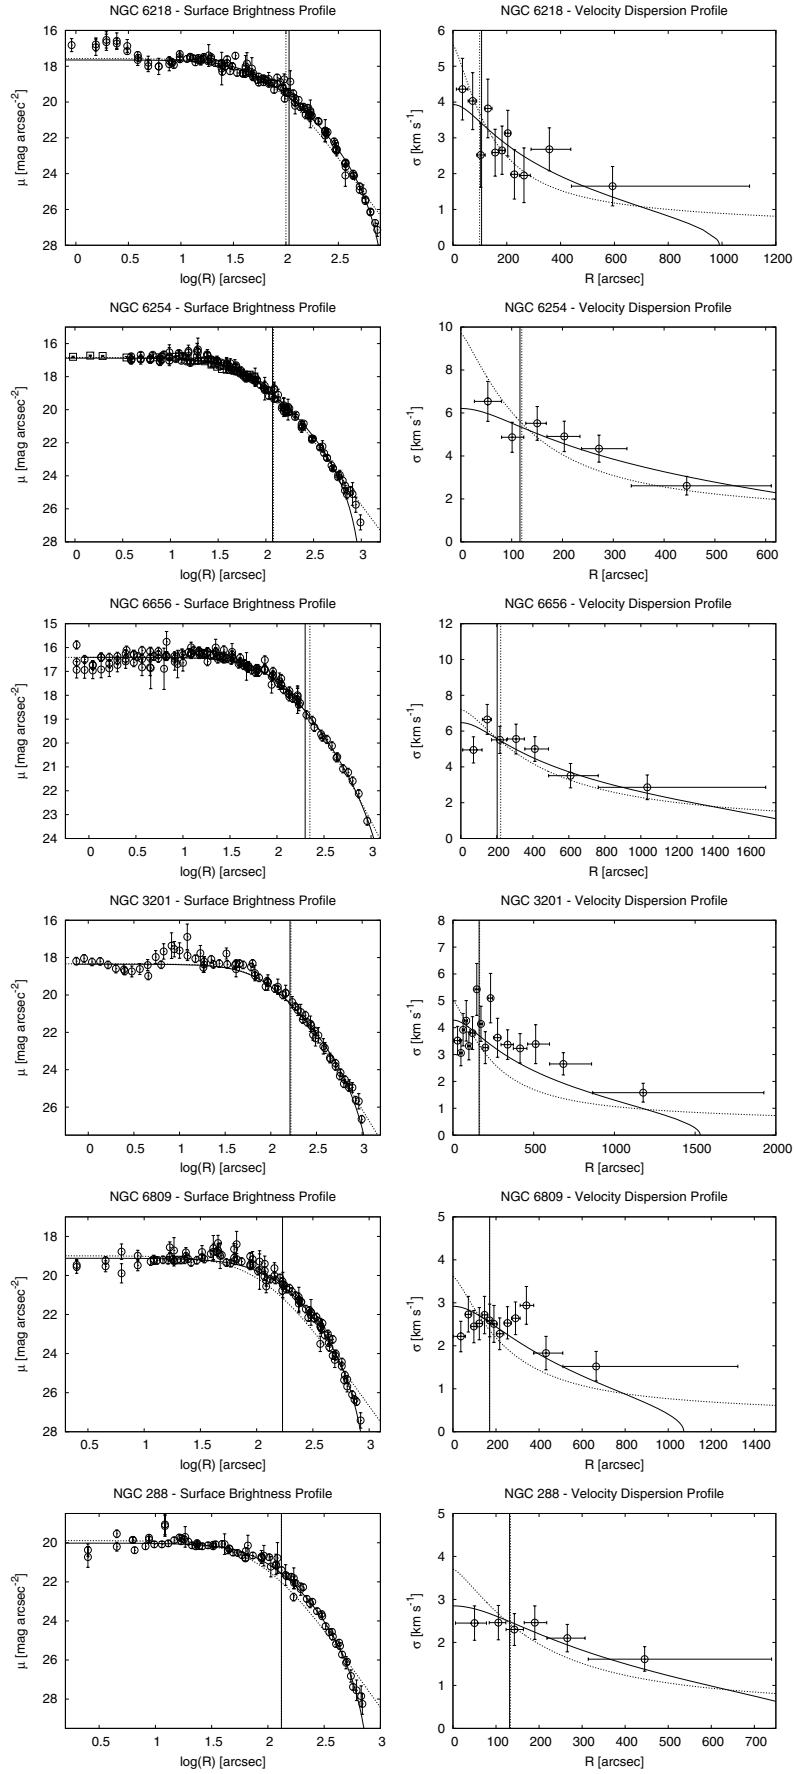 NGC 6218 - Surface Brightness Profile
μ [mag arcsec⁻²]
16
18
20
22
24
26
28
0 0.5 1 1.5 2 2.5
log(R) [arcsec]
NGC 6218 - Velocity Dispersion Profile
σ [km s⁻¹]
6
5
4
3
2
1
0
0 200 400 600 800 1000 1200
R [arcsec]
NGC 6254 - Surface Brightness Profile
μ [mag arcsec⁻²]
16
18
20
22
24
26
28
0 0.5 1 1.5 2 2.5 3
log(R) [arcsec]
NGC 6254 - Velocity Dispersion Profile
σ [km s⁻¹]
10
8
6
4
2
0
0 100 200 300 400 500 600
R [arcsec]
NGC 6656 - Surface Brightness Profile
μ [mag arcsec⁻²]
15
16
17
18
19
20
21
22
23
24
0 0.5 1 1.5 2 2.5 3
log(R) [arcsec]
NGC 6656 - Velocity Dispersion Profile
σ [km s⁻¹]
12
10
8
6
4
2
0
0 200 400 600 800 1000 1200 1400 1600
R [arcsec]
NGC 3201 - Surface Brightness Profile
μ [mag arcsec⁻²]
16
18
20
22
24
26
0 0.5 1 1.5 2 2.5 3
log(R) [arcsec]
NGC 3201 - Velocity Dispersion Profile
σ [km s⁻¹]
8
7
6
5
4
3
2
1
0
0 500 1000 1500 2000
R [arcsec]
NGC 6809 - Surface Brightness Profile
μ [mag arcsec⁻²]
18
20
22
24
26
28
0.5 1 1.5 2 2.5 3
log(R) [arcsec]
NGC 6809 - Velocity Dispersion Profile
σ [km s⁻¹]
5
4
3
2
1
0
0 200 400 600 800 1000 1200 1400
R [arcsec]
NGC 288 - Surface Brightness Profile
μ [mag arcsec⁻²]
20
22
24
26
28
0.5 1 1.5 2 2.5 3
log(R) [arcsec]
NGC 288 - Velocity Dispersion Profile
σ [km s⁻¹]
5
4
3
2
1
0
0 100 200 300 400 500 600 700
R [arcsec]